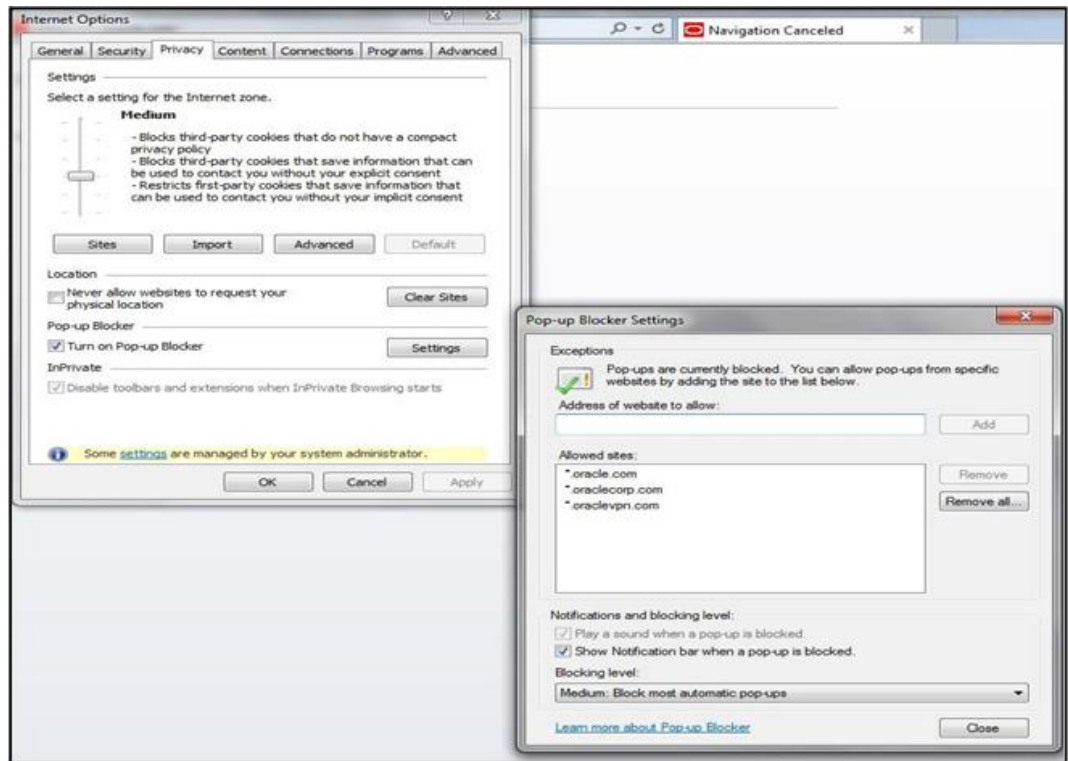 Internet Options
Navigation Canceled
General Security Privacy Content Connections Programs Advanced
Settings
Select a setting for the Internet zone.
Medium
- Blocks third-party cookies that do not have a compact
privacy policy
- Blocks third-party cookies that save information that can
be used to contact you without your explicit consent
- Restricts first-party cookies that save information that
can be used to contact you without your implicit consent
Sites Import Advanced Default
Location
Never allow websites to request your
physical location
Clear Sites
Pop-up Blocker
Turn on Pop-up Blocker
Settings
InPrivate
Disable toolbars and extensions when InPrivate Browsing starts
Some settings are managed by your system administrator.
OK Cancel Apply
Pop-up Blocker Settings
Exceptions
Pop-ups are currently blocked. You can allow pop-ups from specific
websites by adding the site to the list below.
Address of website to allow:
Add
Allowed sites:
*.oracle.com
*.oraclecorp.com
*.oraclevpn.com
Remove
Remove all...
Notifications and blocking level:
Play a sound when a pop-up is blocked.
Show Notification bar when a pop-up is blocked.
Blocking level:
Medium: Block most automatic pop-ups
Learn more about Pop-up Blocker
Close